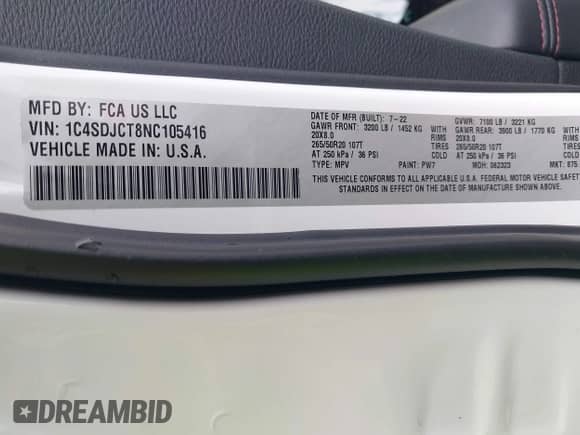 MFD BY: FCA US LLC
VIN: 1C4SDJCT8NC105416
VEHICLE MADE IN: U.S.A.
DATE OF MFR (BUILT): 7-22 GVWR: 7100 LB / 3221 KG
GAWR FRONT: 3200 LB / 1452 KG WITH GAWR REAR: 3900 LB / 1770 KG WITH
20X8.0 RIMS 20X8.0 RIMS
265/50R20 107T TIRES 265/50R20 107T TIRES
AT 250 kPa / 36 PSI COLD AT 250 kPa / 36 PSI COLD
TYPE: MPV PAINT: PW7 MDH: 062323 MKT: 875
THIS VEHICLE CONFORMS TO ALL APPLICABLE U.S.A. FEDERAL MOTOR VEHICLE SAFETY
STANDARDS IN EFFECT ON THE DATE OF MANUFACTURE SHOWN ABOVE.
DREAMBID